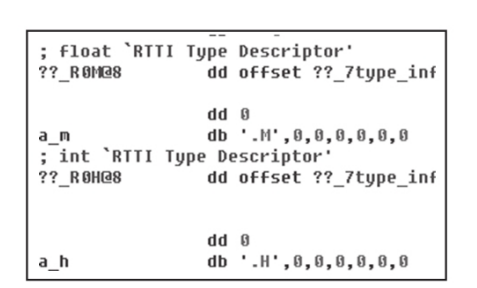 ; float `RTTI Type Descriptor'
??_R0M@8 dd offset ??_7type_inf
dd 0
a_m db '.M',0,0,0,0,0,0
; int `RTTI Type Descriptor'
??_R0H@8 dd offset ??_7type_inf
dd 0
a_h db '.H',0,0,0,0,0,0